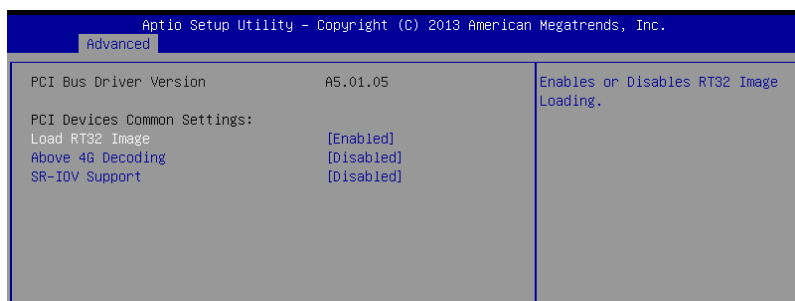 Aptio Setup Utility – Copyright (C) 2013 American Megatrends, Inc.
Advanced
PCI Bus Driver Version A5.01.05
PCI Devices Common Settings:
Load RT32 Image [Enabled]
Above 4G Decoding [Disabled]
SR-IOV Support [Disabled]
Enables or Disables RT32 Image
Loading.